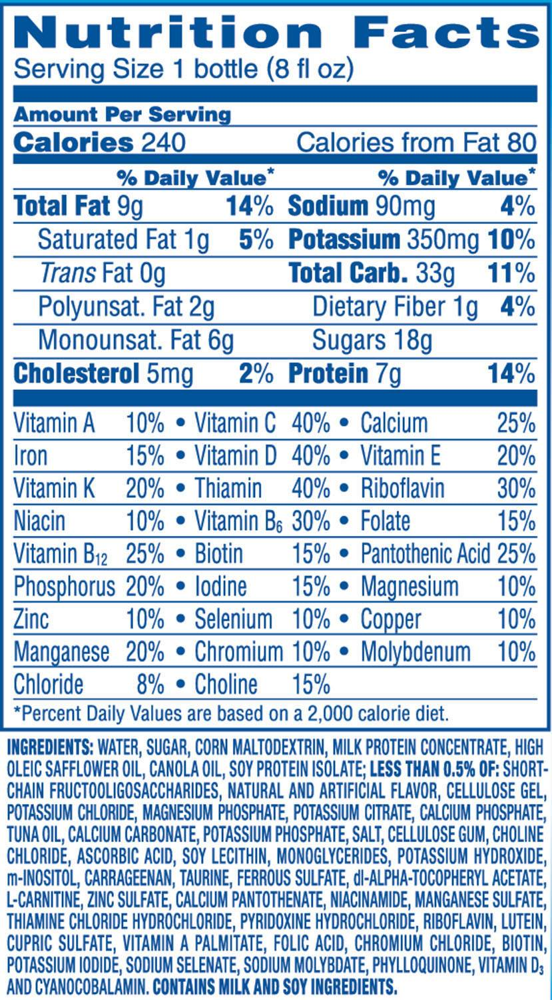 Nutrition Facts
Serving Size 1 bottle (8 fl oz)
Amount Per Serving
Calories 240 Calories from Fat 80
% Daily Value* % Daily Value*
Total Fat 9g 14% Sodium 90mg 4%
Saturated Fat 1g 5% Potassium 350mg 10%
Trans Fat 0g Total Carb. 33g 11%
Polyunsat. Fat 2g Dietary Fiber 1g 4%
Monounsat. Fat 6g Sugars 18g
Cholesterol 5mg 2% Protein 7g 14%
Vitamin A 10% • Vitamin C 40% • Calcium 25%
Iron 15% • Vitamin D 40% • Vitamin E 20%
Vitamin K 20% • Thiamin 40% • Riboflavin 30%
Niacin 10% • Vitamin B6 30% • Folate 15%
Vitamin B12 25% • Biotin 15% • Pantothenic Acid 25%
Phosphorus 20% • Iodine 15% • Magnesium 10%
Zinc 10% • Selenium 10% • Copper 10%
Manganese 20% • Chromium 10% • Molybdenum 10%
Chloride 8% • Choline 15%
*Percent Daily Values are based on a 2,000 calorie diet.
INGREDIENTS: WATER, SUGAR, CORN MALTODEXTRIN, MILK PROTEIN CONCENTRATE, HIGH
OLEIC SAFFLOWER OIL, CANOLA OIL, SOY PROTEIN ISOLATE; LESS THAN 0.5% OF: SHORT-
CHAIN FRUCTOOLIGOSACCHARIDES, NATURAL AND ARTIFICIAL FLAVOR, CELLULOSE GEL,
POTASSIUM CHLORIDE, MAGNESIUM PHOSPHATE, POTASSIUM CITRATE, CALCIUM PHOSPHATE,
TUNA OIL, CALCIUM CARBONATE, POTASSIUM PHOSPHATE, SALT, CELLULOSE GUM, CHOLINE
CHLORIDE, ASCORBIC ACID, SOY LECITHIN, MONOGLYCERIDES, POTASSIUM HYDROXIDE,
m-INOSITOL, CARRAGEENAN, TAURINE, FERROUS SULFATE, dl-ALPHA-TOCOPHERYL ACETATE,
L-CARNITINE, ZINC SULFATE, CALCIUM PANTOTHENATE, NIACINAMIDE, MANGANESE SULFATE,
THIAMINE CHLORIDE HYDROCHLORIDE, PYRIDOXINE HYDROCHLORIDE, RIBOFLAVIN, LUTEIN,
CUPRIC SULFATE, VITAMIN A PALMITATE, FOLIC ACID, CHROMIUM CHLORIDE, BIOTIN,
POTASSIUM IODIDE, SODIUM SELENATE, SODIUM MOLYBDATE, PHYLLOQUINONE, VITAMIN D3
AND CYANOCOBALAMIN. CONTAINS MILK AND SOY INGREDIENTS.